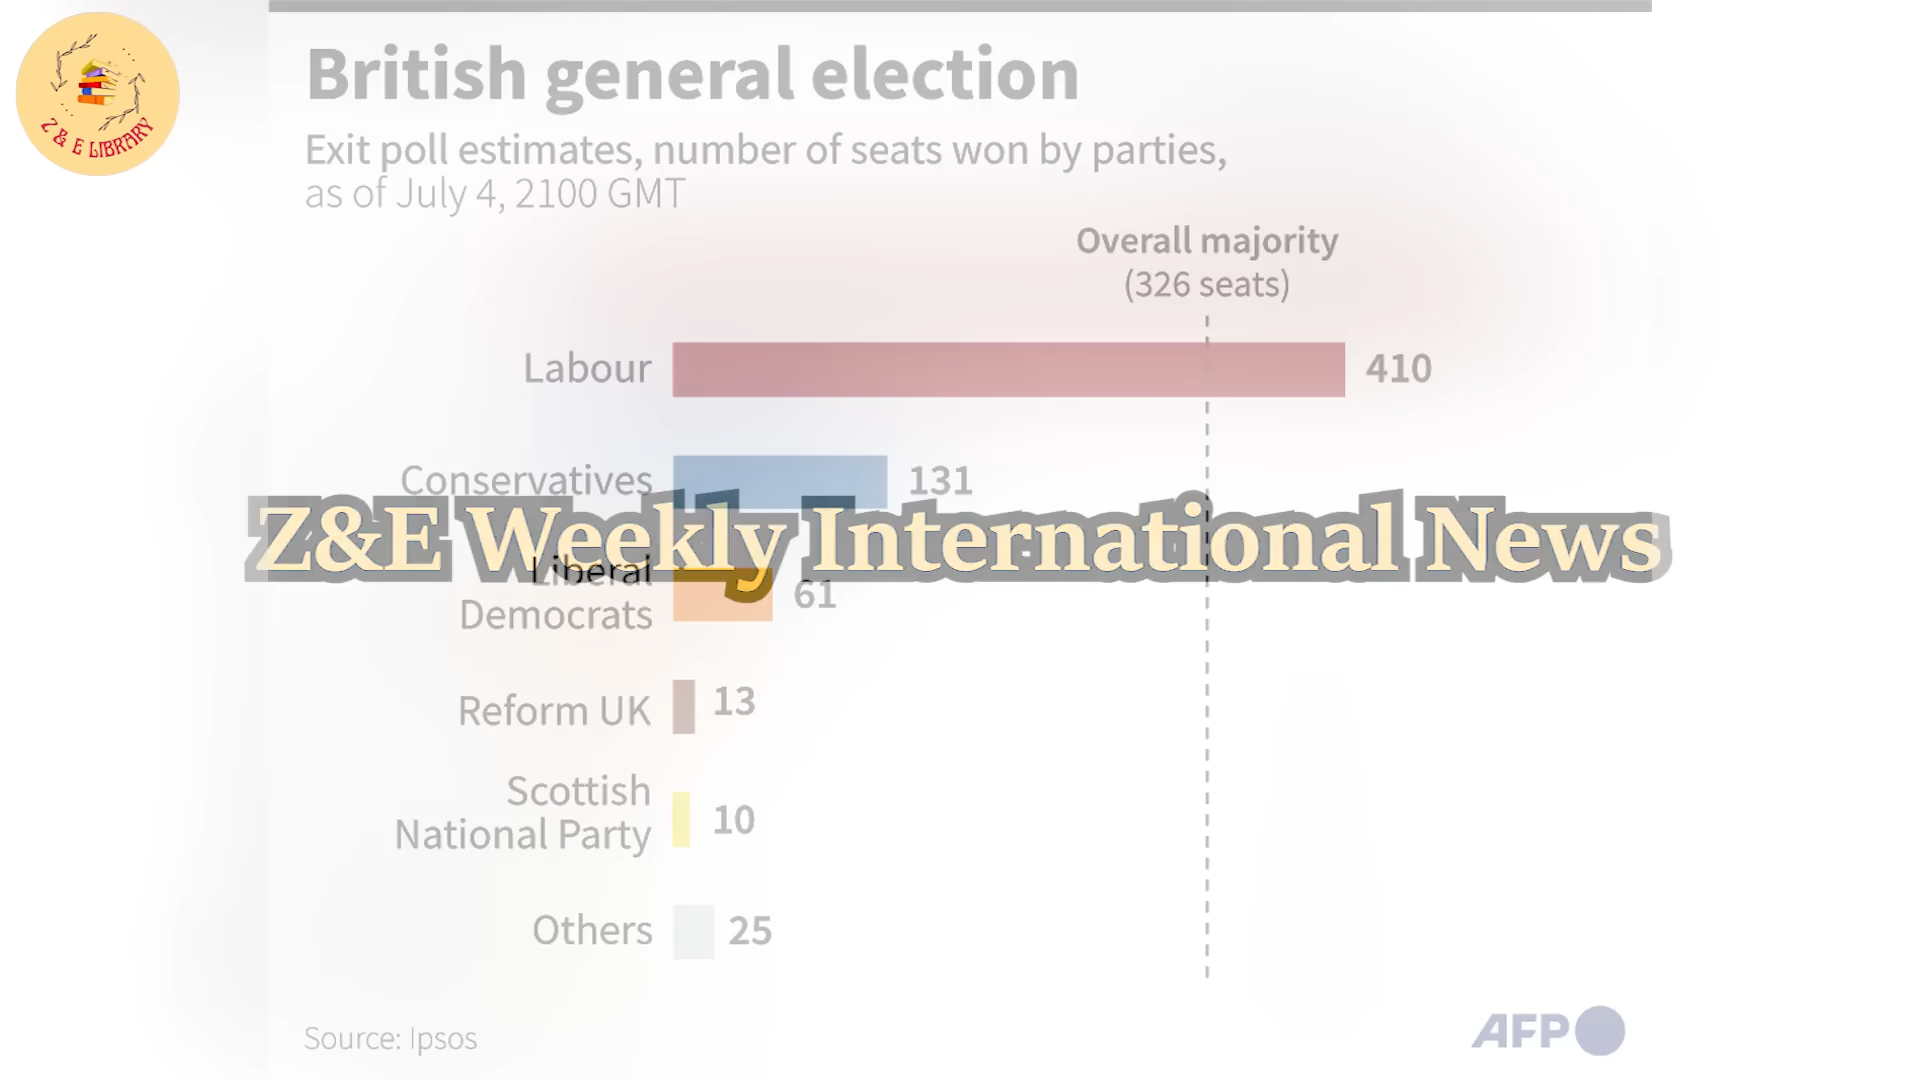 Z & E LIBRARY
British general election
Exit poll estimates, number of seats won by parties,
as of July 4, 2100 GMT
Overall majority
(326 seats)
Labour 410
Conservatives 131
Z&E Weekly International News
Liberal
Democrats 61
Reform UK 13
Scottish
National Party 10
Others 25
Source: Ipsos
AFP